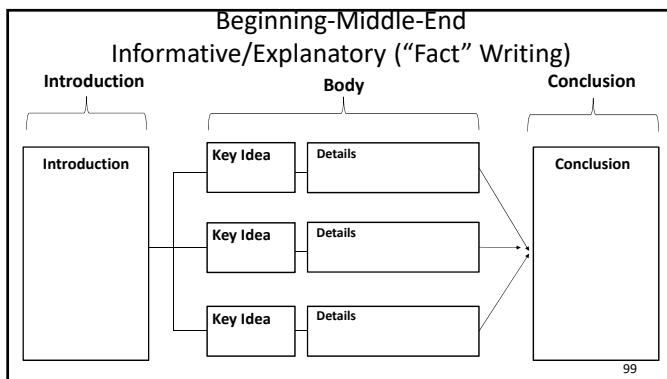 Beginning-Middle-End
Informative/Explanatory (“Fact” Writing)
Introduction
Body
Conclusion
Introduction
Key Idea
Details
Key Idea
Details
Key Idea
Details
Conclusion
99